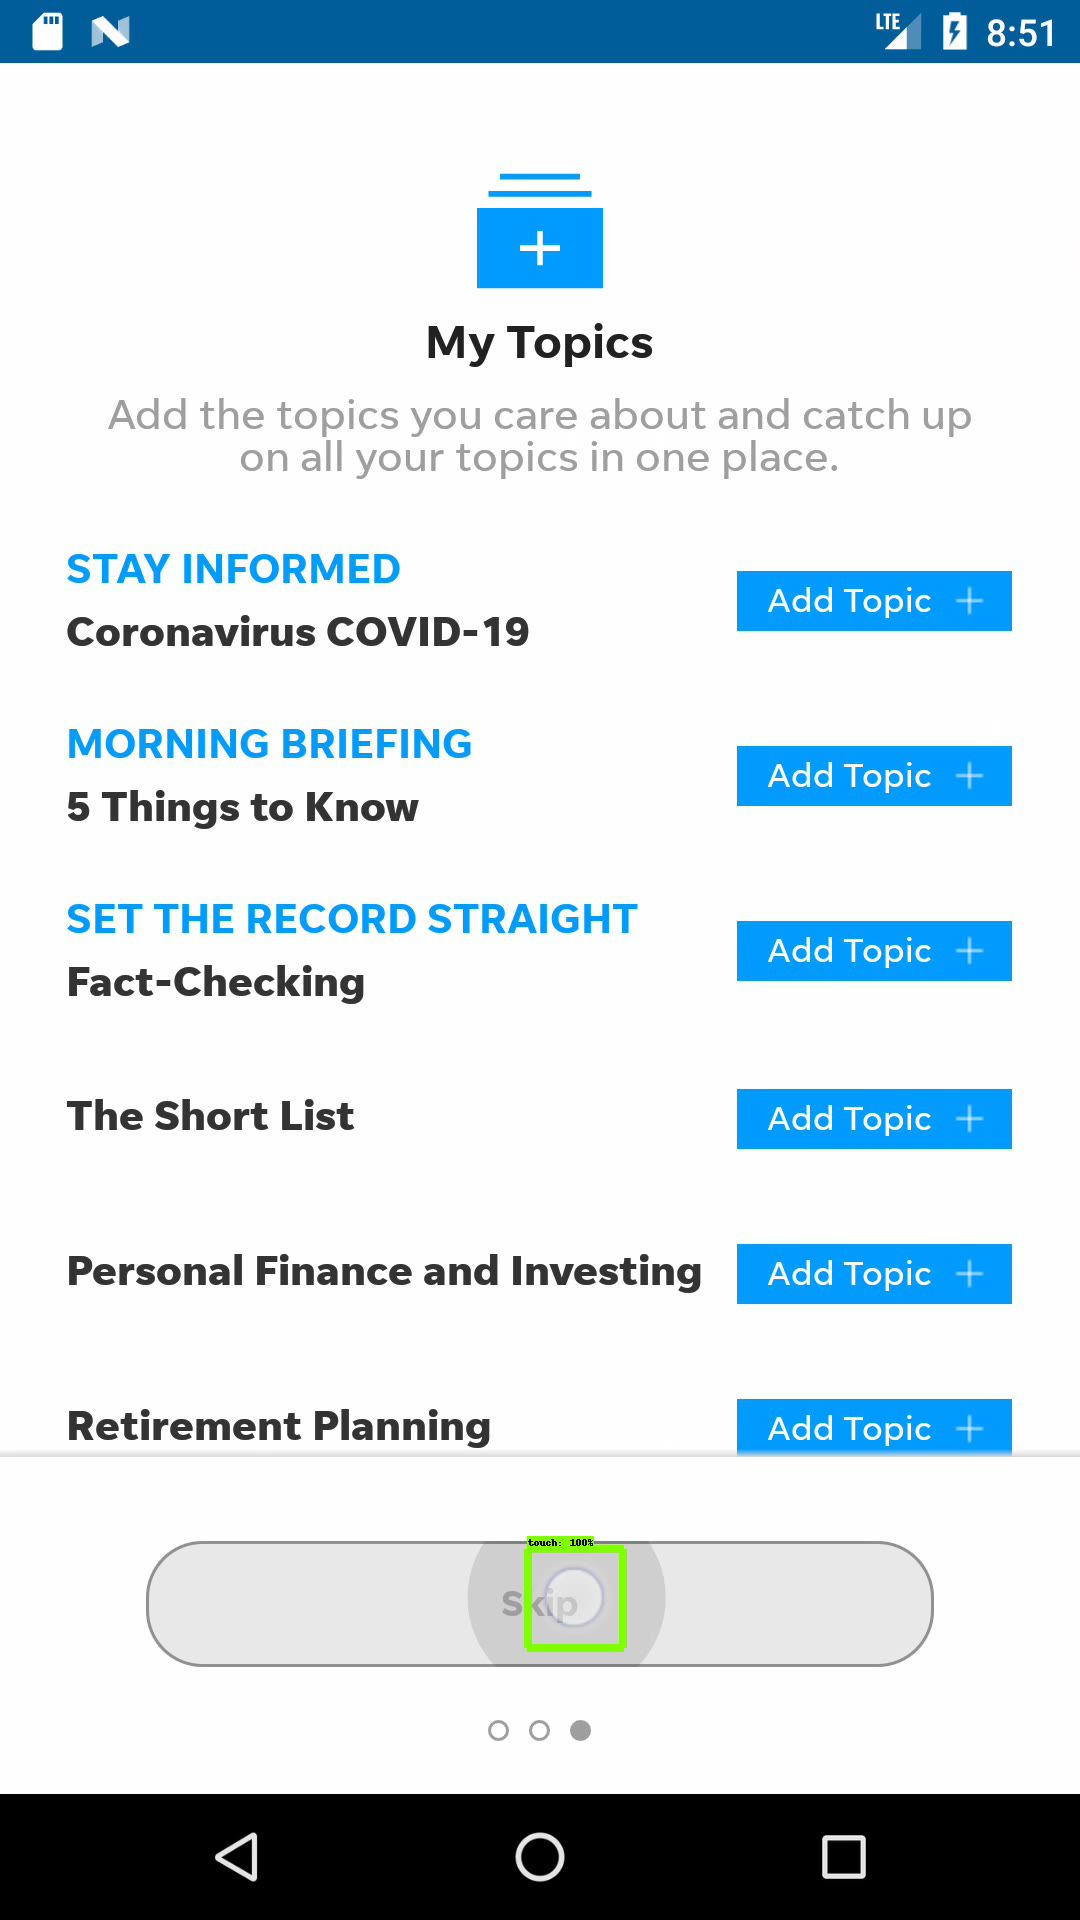 LTE 8:51
My Topics
Add the topics you care about and catch up
on all your topics in one place.
STAY INFORMED
Coronavirus COVID-19
Add Topic
MORNING BRIEFING
5 Things to Know
Add Topic
SET THE RECORD STRAIGHT
Fact-Checking
Add Topic
The Short List
Add Topic
Personal Finance and Investing
Add Topic
Retirement Planning
Add Topic
touch: 100%
Skip